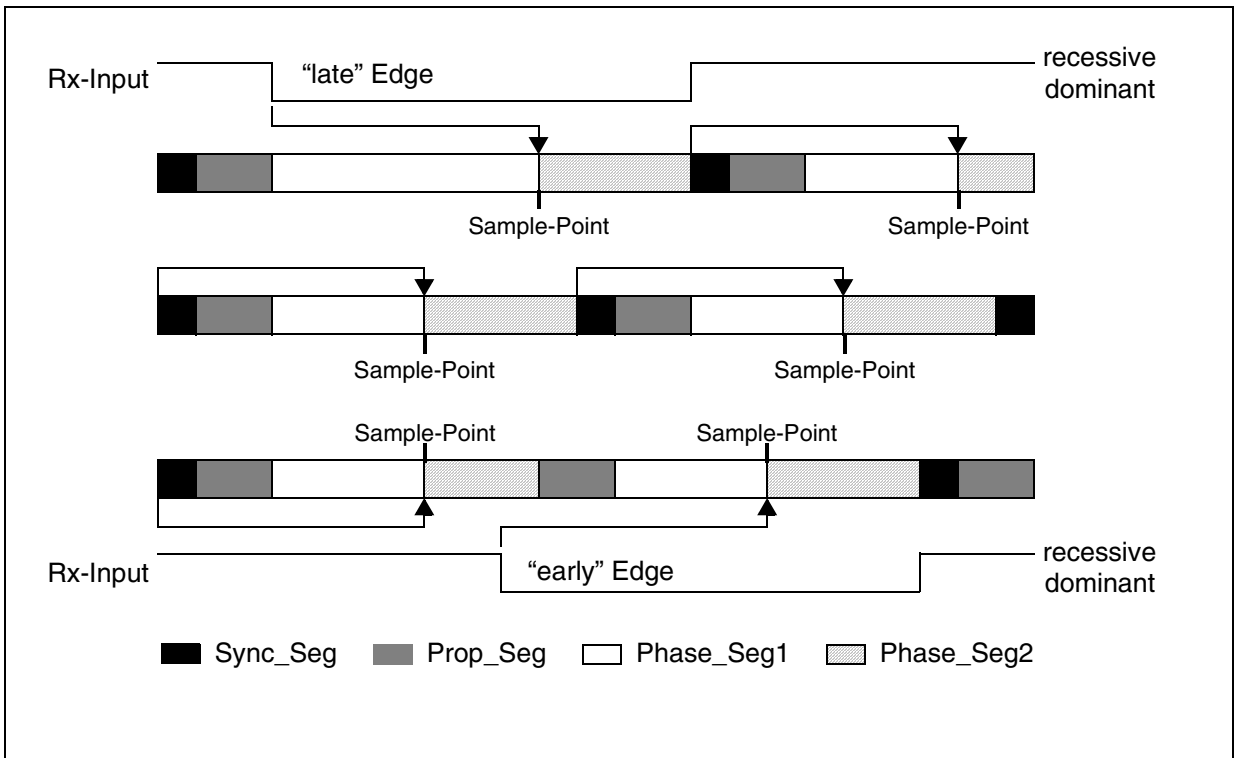 Rx-Input “late” Edge recessive
dominant
Sample-Point Sample-Point
Sample-Point Sample-Point
Sample-Point Sample-Point
Rx-Input “early” Edge recessive
dominant
Sync_Seg Prop_Seg Phase_Seg1 Phase_Seg2